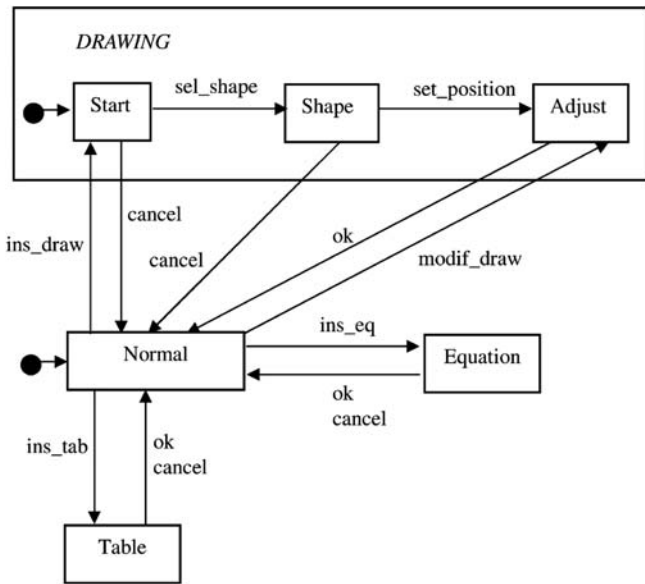 DRAWING
Start
sel_shape
Shape
set_position
Adjust
ins_draw
cancel
cancel
ok
modif_draw
Normal
ins_eq
Equation
ok
cancel
ins_tab
ok
cancel
Table